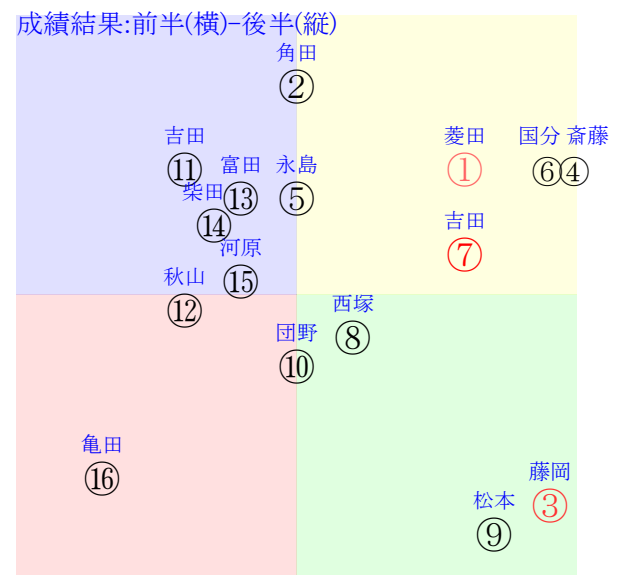 成績結果:前半(横)-後半(縦)
角田
②
吉田
⑪
菱田
①
国分 斎藤
⑥④
富田
⑬
永島
⑤
柴田
⑭
吉田
⑦
河原
⑮
秋山
⑫
西塚
⑧
団野
⑩
亀田
⑯
藤岡
③
松本
⑨